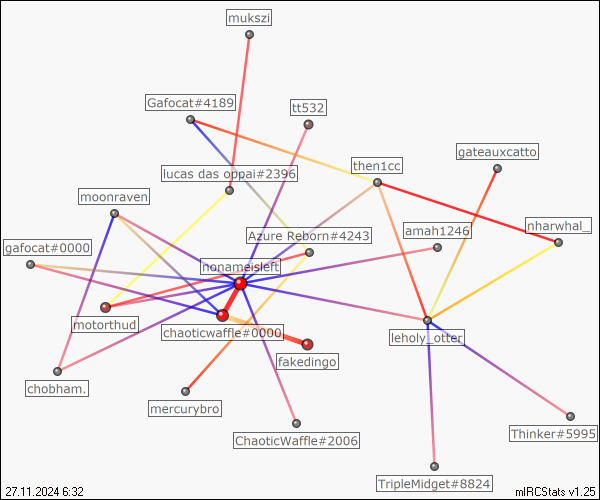 mukszi
Gafocat#4189
tt532
gateauxcatto
then1cc
lucas das oppai#2396
moonraven
nharwhal_
amah1246
Azure Reborn#4243
gafocat#0000
nonameisleft
motorthud
chaoticwaffle#0000
leholy_otter
fakedingo
chobham.
mercurybro
Thinker#5995
ChaoticWaffle#2006
TripleMidget#8824
27.11.2024 6:32
mIRCStats v1.25